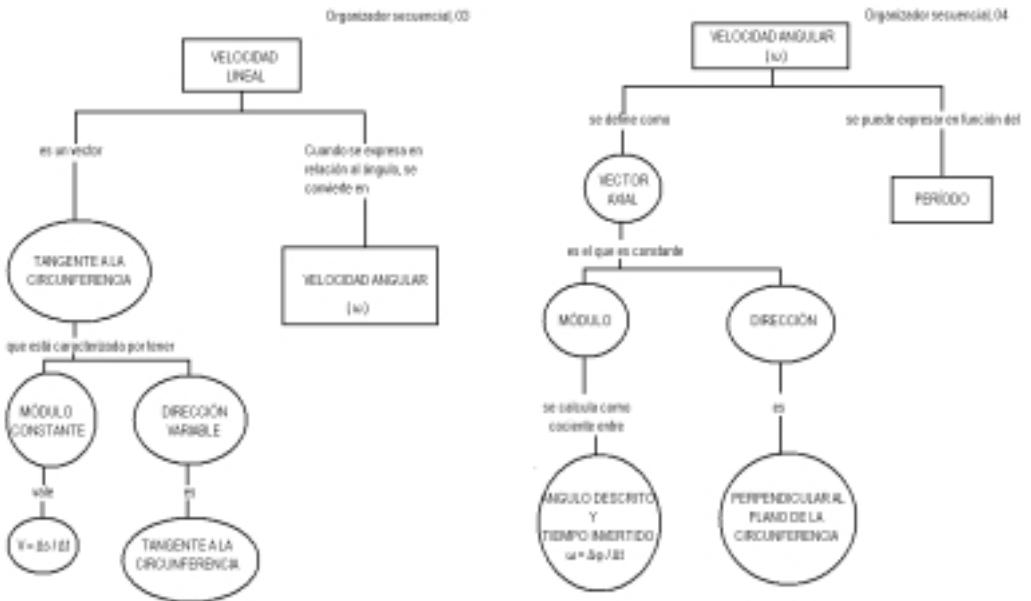 Organizador secuencial, 03
VELOCIDAD
LINEAL
es un vector
Cuando se expresa en
relación al ángulo, se
convierte en
TANGENTE A LA
CIRCUNFERENCIA
VELOCIDAD ANGULAR
(ω)
que está caracterizado por tener
MÓDULO
CONSTANTE
DIRECCIÓN
VARIABLE
vale
es
V = Δs / Δt
TANGENTE A LA
CIRCUNFERENCIA
Organizador secuencial, 04
VELOCIDAD ANGULAR
(ω)
se define como
se puede expresar en función del
VECTOR
AXIAL
PERÍODO
es el que es constante
MÓDULO
DIRECCIÓN
se calcula como
cociente entre
es
ANGULO DESCRITO
Y
TIEMPO INVERTIDO
ω = Δφ / Δt
PERPENDICULAR AL
PLANO DE LA
CIRCUNFERENCIA